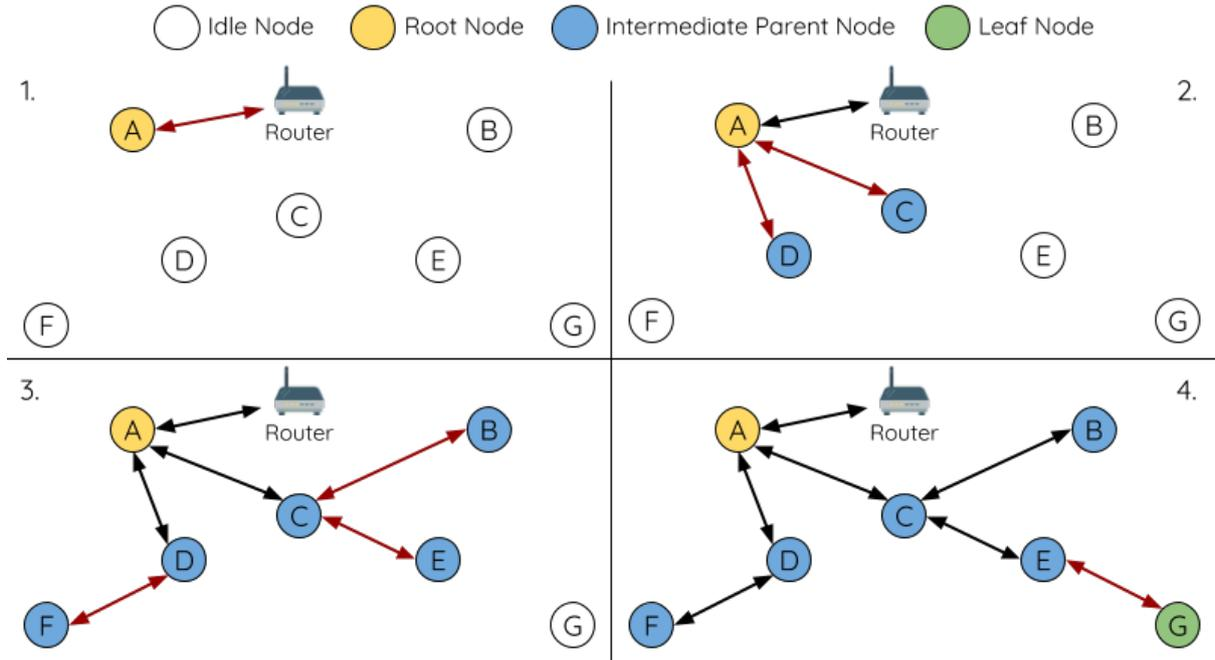 Idle Node Root Node Intermediate Parent Node Leaf Node
1.
A
Router
B
C
D
E
F
G
2.
A
Router
B
C
D
E
F
G
3.
A
Router
B
C
D
E
F
G
4.
A
Router
B
C
D
E
F
G